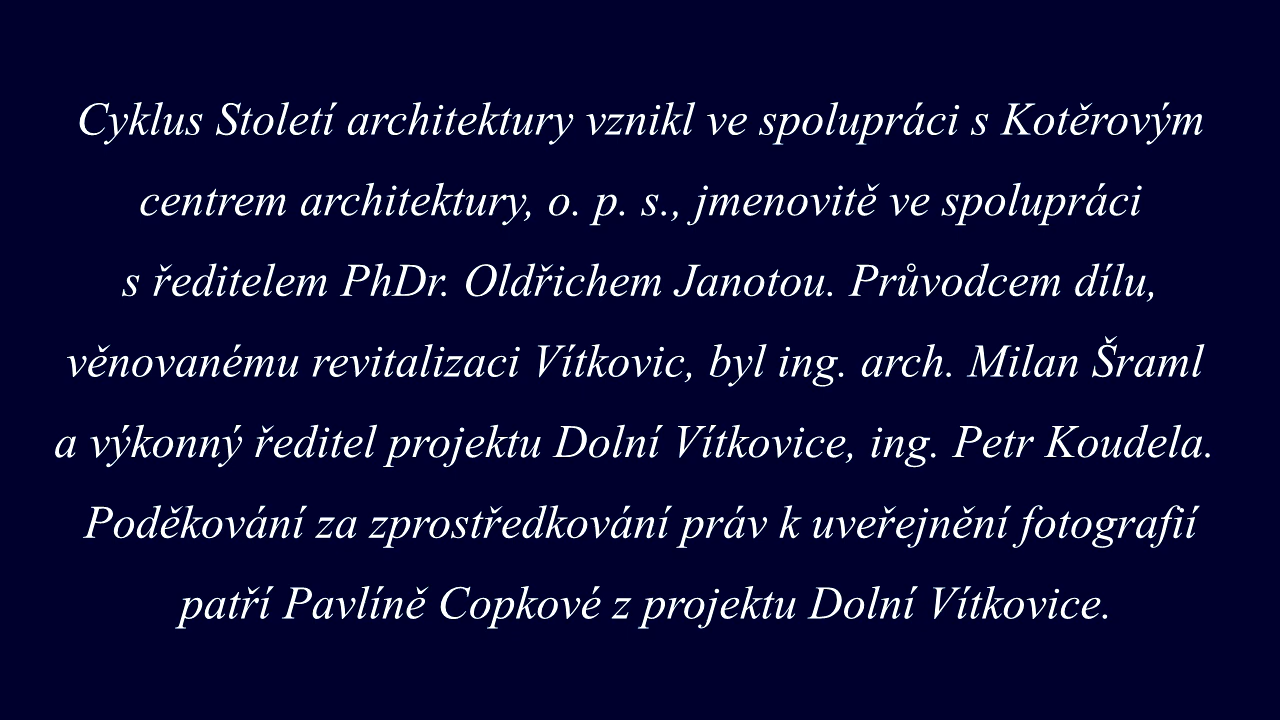 Cyklus Století architektury vznikl ve spolupráci s Kotěrovým
centrem architektury, o. p. s., jmenovitě ve spolupráci
s ředitelem PhDr. Oldřichem Janotou. Průvodcem dílu,
věnovanému revitalizaci Vítkovic, byl ing. arch. Milan Šraml
a výkonný ředitel projektu Dolní Vítkovice, ing. Petr Koudela.
Poděkování za zprostředkování práv k uveřejnění fotografií
patří Pavlíně Copkové z projektu Dolní Vítkovice.